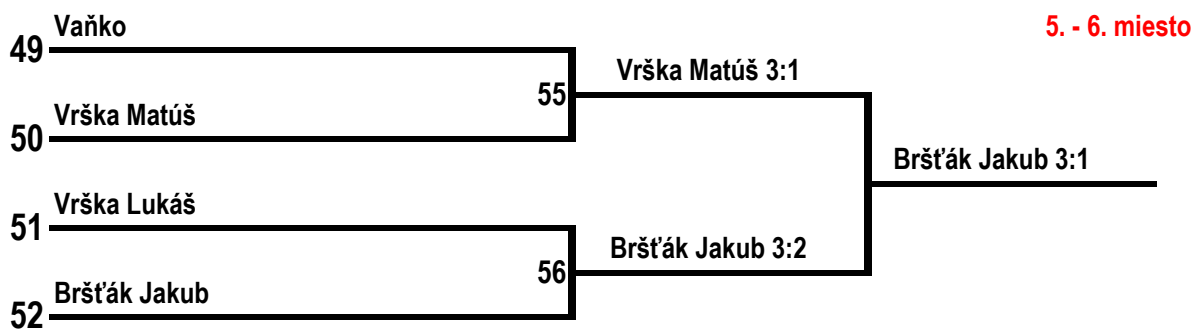 Vaňko
5. - 6. miesto
49
Vrška Matúš 3:1
55
Vrška Matúš
50
Bršťák Jakub 3:1
Vrška Lukáš
51
Bršťák Jakub 3:2
56
Bršťák Jakub
52